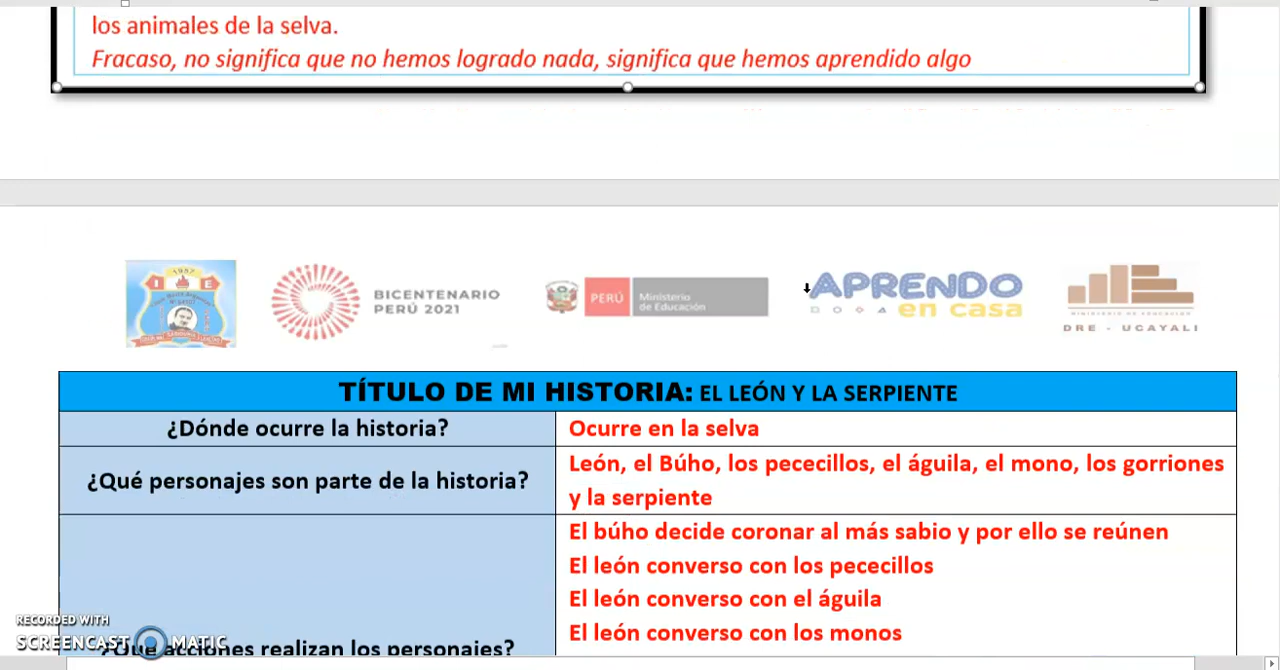 los animales de la selva.
Fracaso, no significa que no hemos logrado nada, significa que hemos aprendido algo
1982
I E
BICENTENARIO
PERÚ 2021
PERÚ
Ministerio
de Educación
APRENDO
en casa
DRE - UCAYALI
TÍTULO DE MI HISTORIA: EL LEÓN Y LA SERPIENTE
¿Dónde ocurre la historia?
Ocurre en la selva
¿Qué personajes son parte de la historia?
León, el Búho, los pececillos, el águila, el mono, los gorriones
y la serpiente
El búho decide coronar al más sabio y por ello se reúnen
El león converso con los pececillos
El león converso con el águila
El león converso con los monos
¿Qué acciones realizan los personajes?
RECORDED WITH
SCREENCAST MATIC